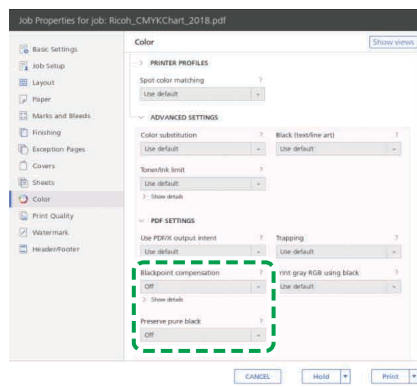 Job Properties for job: Ricoh_CMYKChart_2018.pdf
Basic Settings
Job Setup
Layout
Paper
Marks and Bleeds
Finishing
Exception Pages
Covers
Sheets
Color
Print Quality
Watermark
Header/Footer
Color
Show views
PRINTER PROFILES
Spot color matching ?
Use default
ADVANCED SETTINGS
Color substitution ? Black (text/line art) ?
Use default Use default
Toner/Ink limit ?
Use default
> Show details
PDF SETTINGS
Use PDF/X output intent ? Trapping ?
Use default Use default
Blackpoint compensation ? Print gray RGB using black ?
Off Use default
> Show details
Preserve pure black ?
Off
CANCEL Hold Print